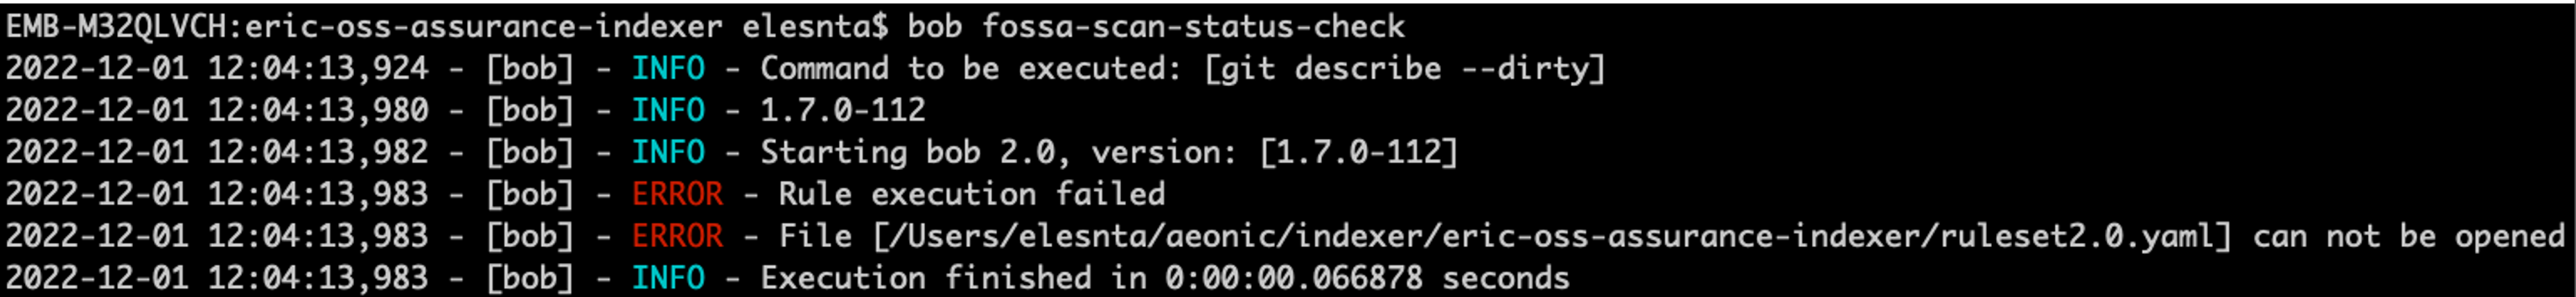 EMB-M32QLVCH:eric-oss-assurance-indexer elesnta$ bob fossa-scan-status-check
2022-12-01 12:04:13,924 - [bob] - INFO - Command to be executed: [git describe --dirty]
2022-12-01 12:04:13,980 - [bob] - INFO - 1.7.0-112
2022-12-01 12:04:13,982 - [bob] - INFO - Starting bob 2.0, version: [1.7.0-112]
2022-12-01 12:04:13,983 - [bob] - ERROR - Rule execution failed
2022-12-01 12:04:13,983 - [bob] - ERROR - File [/Users/elesnta/aeonic/indexer/eric-oss-assurance-indexer/ruleset2.0.yaml] can not be opened
2022-12-01 12:04:13,983 - [bob] - INFO - Execution finished in 0:00:00.066878 seconds